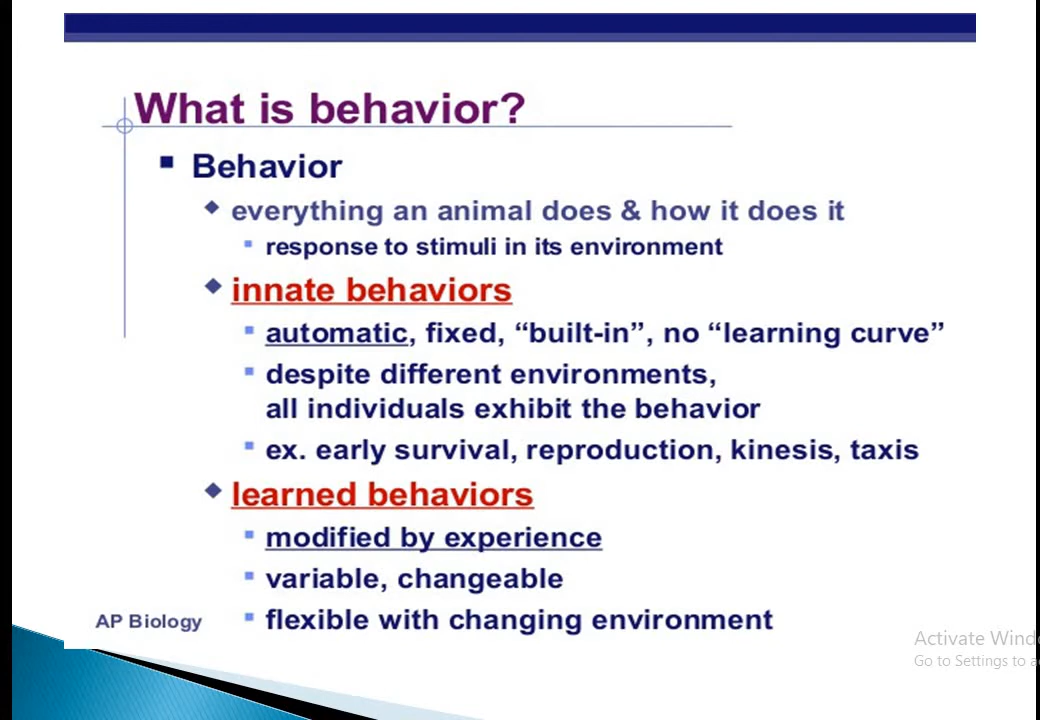 What is behavior?
Behavior
everything an animal does & how it does it
response to stimuli in its environment
innate behaviors
automatic, fixed, “built-in”, no “learning curve”
despite different environments,
all individuals exhibit the behavior
ex. early survival, reproduction, kinesis, taxis
learned behaviors
modified by experience
variable, changeable
flexible with changing environment
AP Biology
Activate
Go to Settings to